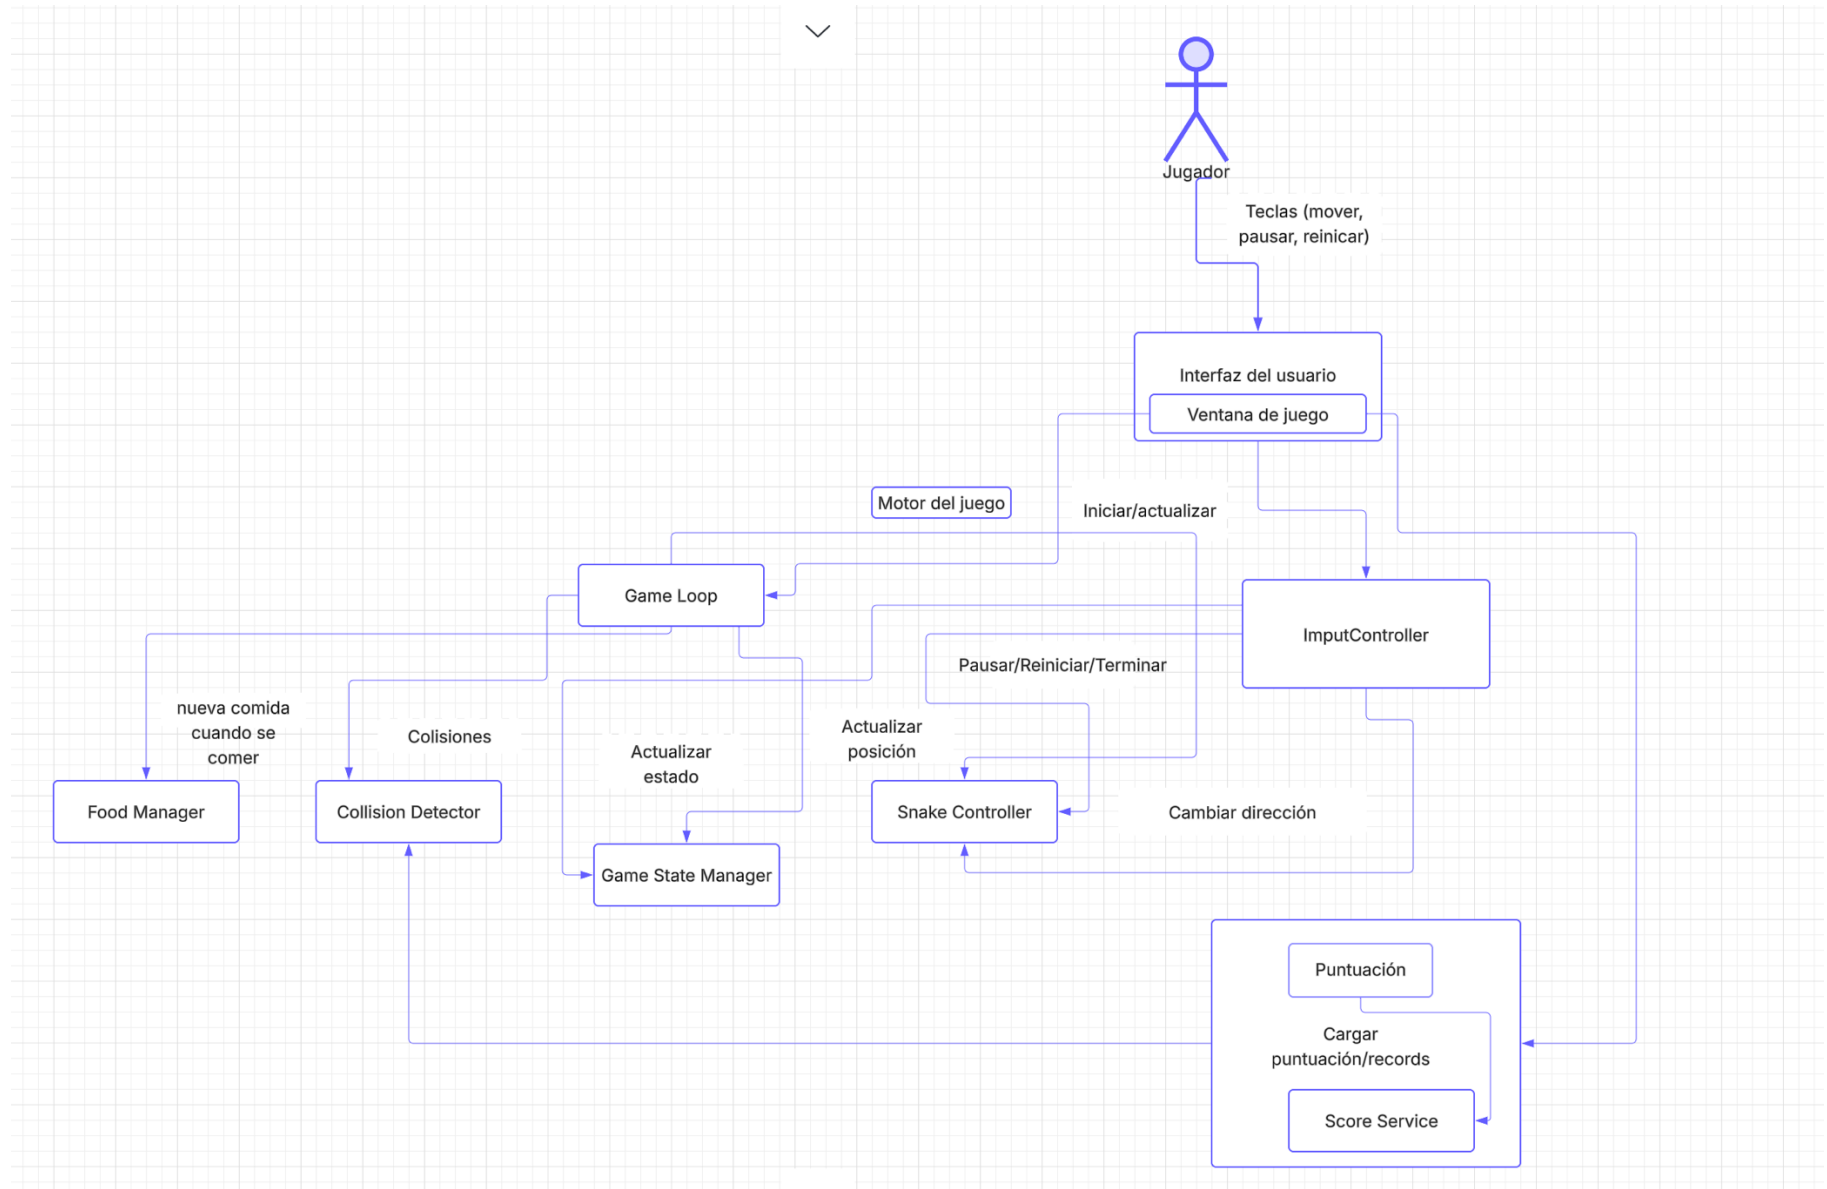 Jugador
Teclas (mover,
pausar, reinicar)
Interfaz del usuario
Ventana de juego
Motor del juego
Iniciar/actualizar
Game Loop
ImputController
Pausar/Reiniciar/Terminar
nueva comida
cuando se
comer
Colisiones
Actualizar
estado
Actualizar
posición
Food Manager
Collision Detector
Snake Controller
Cambiar dirección
Game State Manager
Puntuación
Cargar
puntuación/records
Score Service